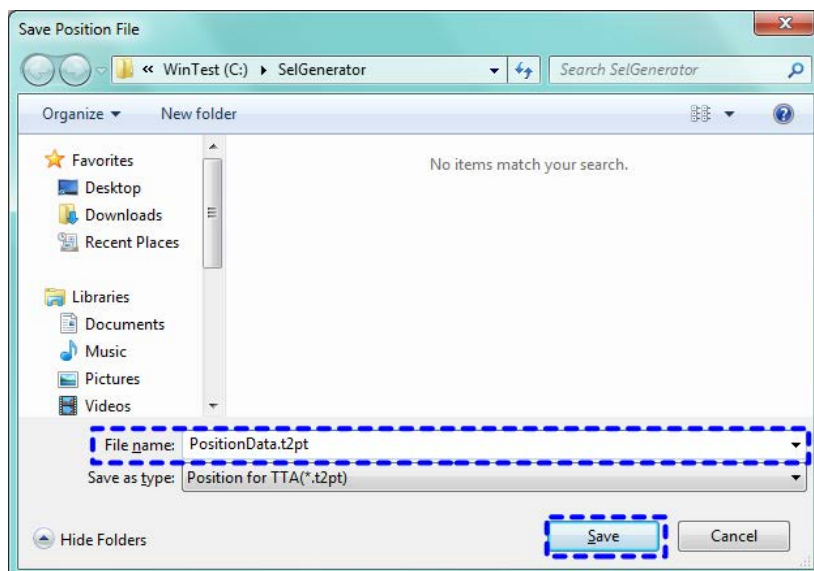 Save Position File
« WinTest (C:) ▸ SelGenerator
Search SelGenerator
Organize ▾ New folder
Favorites
No items match your search.
Desktop
Downloads
Recent Places
Libraries
Documents
Music
Pictures
Videos
File name: PositionData.t2pt
Save as type: Position for TTA(*.t2pt)
Hide Folders
Save
Cancel